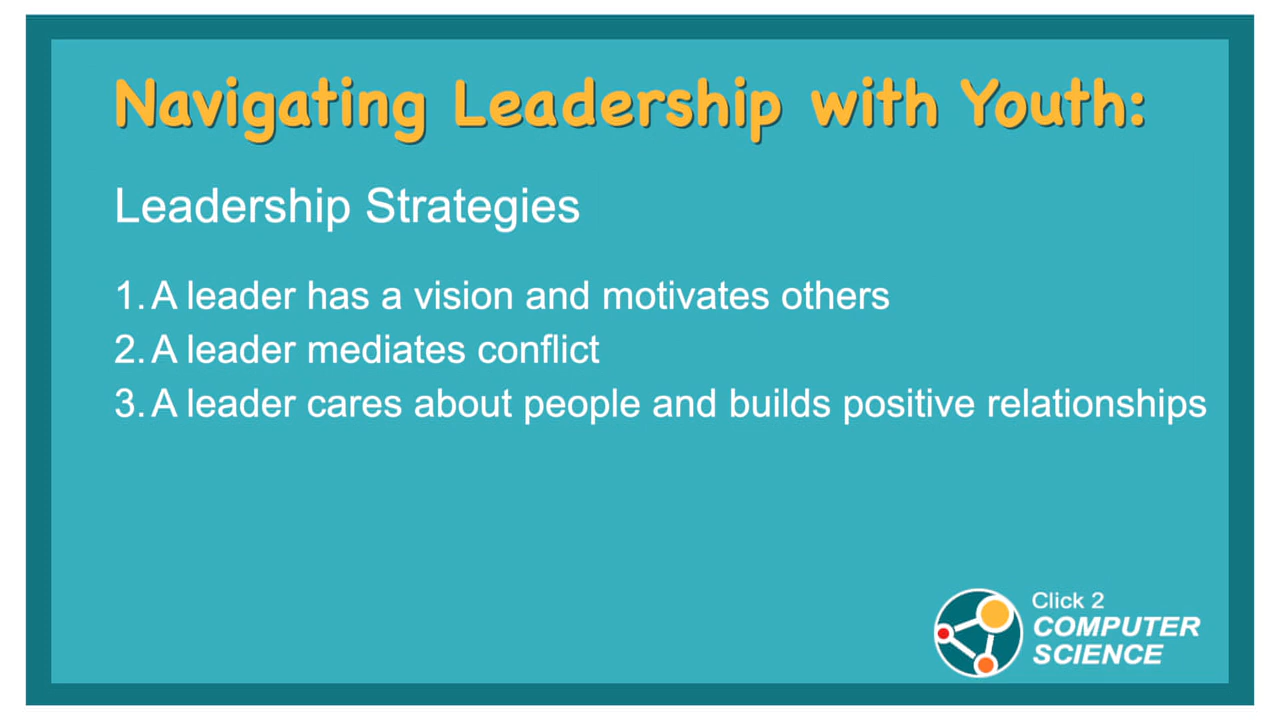 Navigating Leadership with Youth:
Leadership Strategies
1. A leader has a vision and motivates others
2. A leader mediates conflict
3. A leader cares about people and builds positive relationships
Click 2
COMPUTER
SCIENCE